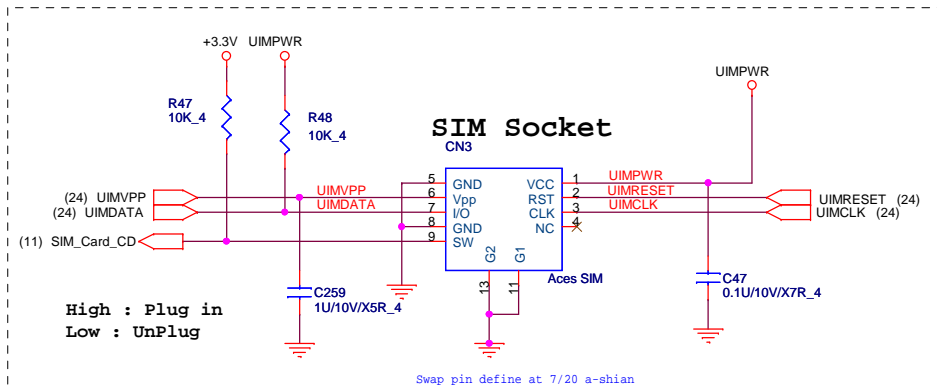 +3.3V
UIMPWR
UIMPWR
R47
10K_4
R48
10K_4
SIM Socket
CN3
(24) UIMVPP
UIMVPP
5
GND
VCC
1
UIMPWR
6
Vpp
RST
2
UIMRESET
UIMRESET (24)
(24) UIMDATA
UIMDATA
7
I/O
CLK
3
UIMCLK
UIMCLK (24)
8
GND
NC
4
(11) SIM_Card_CD
9
SW
G2
G1
13
11
Aces SIM
C259
1U/10V/X5R_4
C47
0.1U/10V/X7R_4
High : Plug in
Low : UnPlug
Swap pin define at 7/20 a-shian